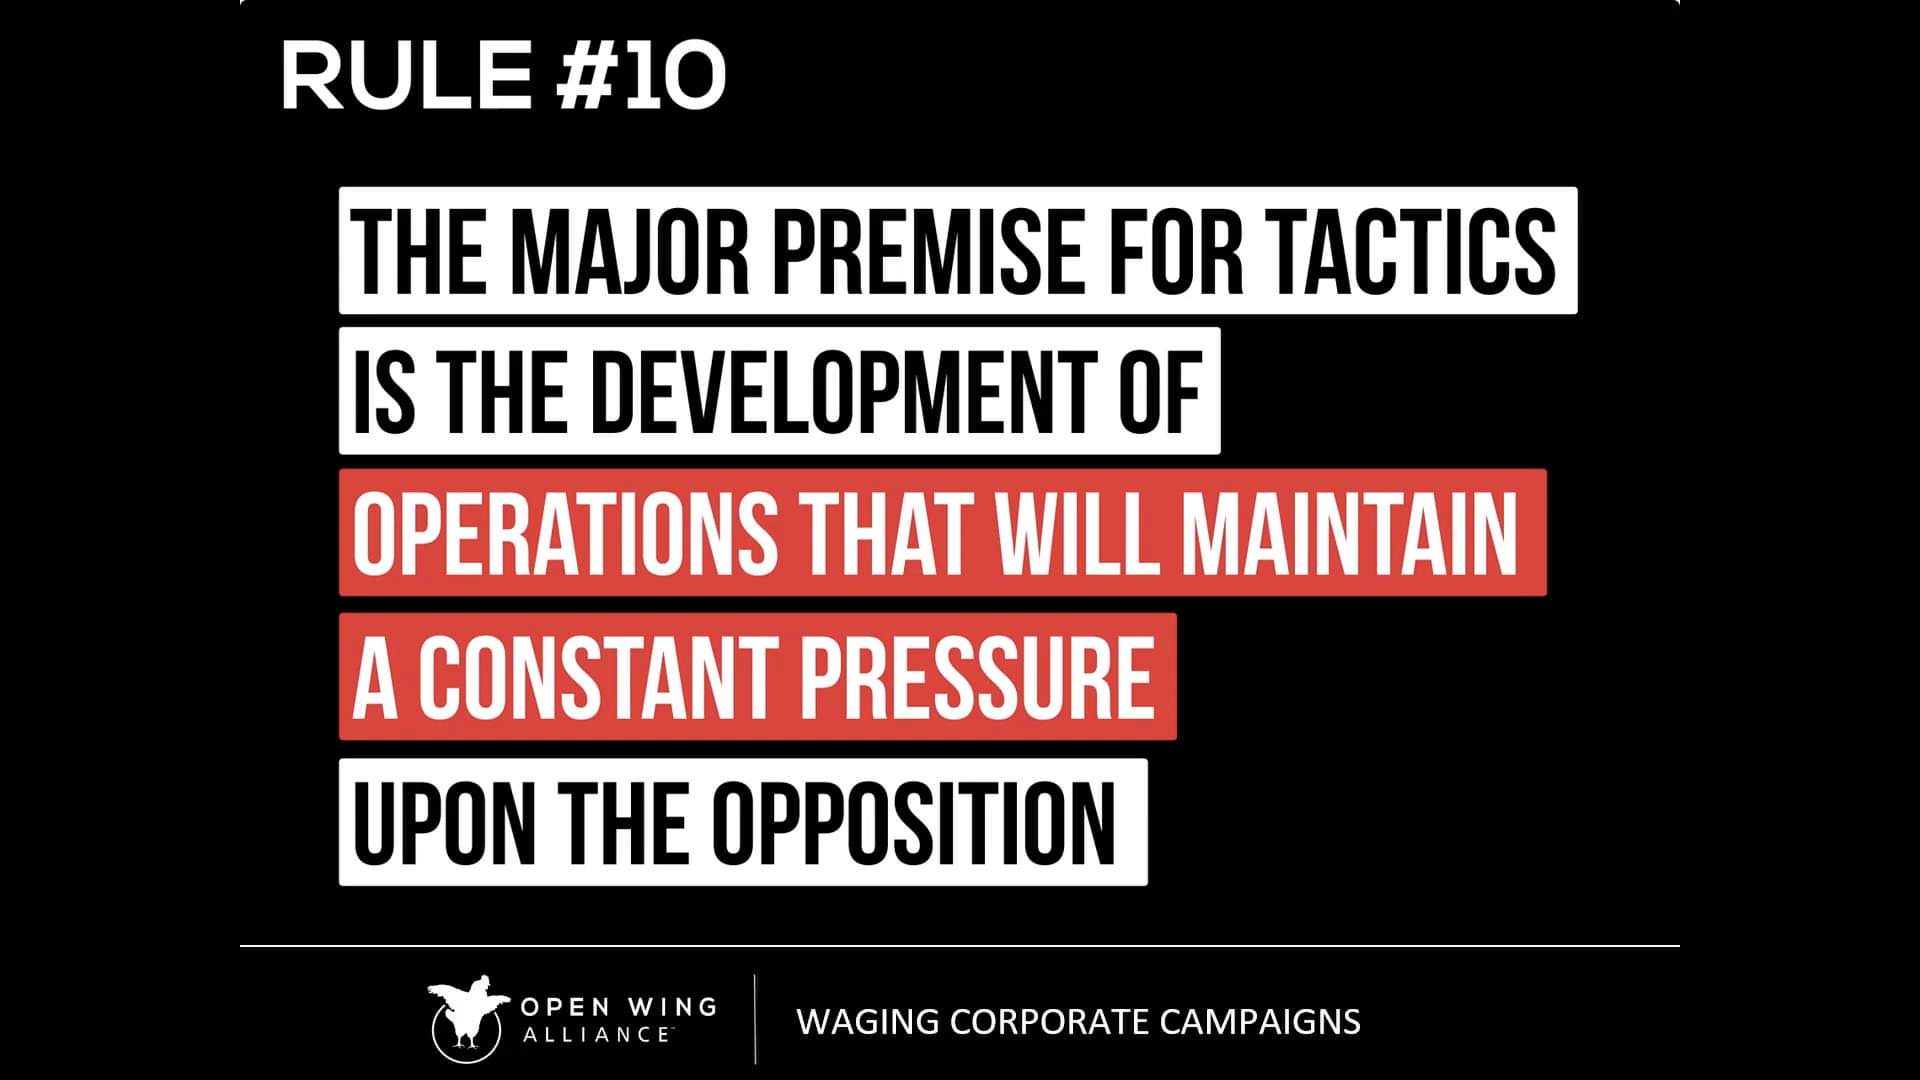 RULE #10
THE MAJOR PREMISE FOR TACTICS
IS THE DEVELOPMENT OF
OPERATIONS THAT WILL MAINTAIN
A CONSTANT PRESSURE
UPON THE OPPOSITION
OPEN WING
ALLIANCE™
WAGING CORPORATE CAMPAIGNS